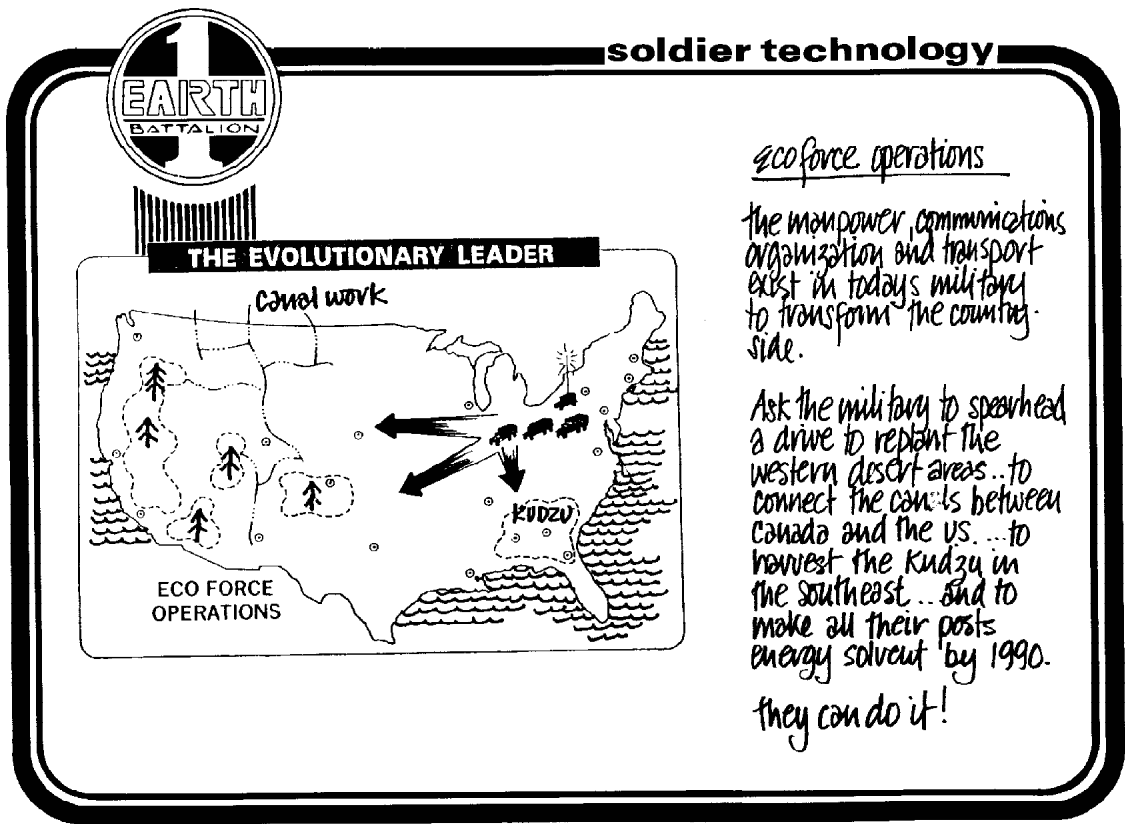 soldier technology
1
EARTH
BATTALION
THE EVOLUTIONARY LEADER
canal work
KUDZU
ECO FORCE
OPERATIONS
eco force operations
the manpower, communications
organization and transport
exist in todays military
to transform the country-
side.
Ask the military to spearhead
a drive to replant the
western desert areas...to
connect the canals between
Canada and the US. ...to
harvest the Kudzu in
the Southeast...and to
make all their posts
energy solvent by 1990.
they can do it!